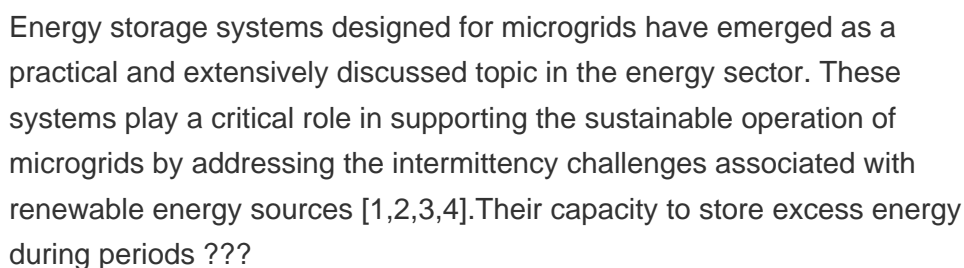 Energy storage systems designed for microgrids have emerged as a
practical and extensively discussed topic in the energy sector. These
systems play a critical role in supporting the sustainable operation of
microgrids by addressing the intermittency challenges associated with
renewable energy sources [1,2,3,4].Their capacity to store excess energy
during periods ???